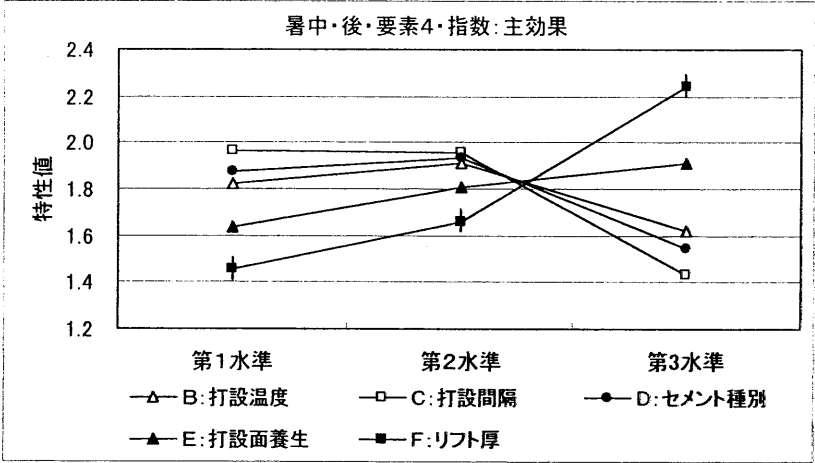 暑中・後・要素4・指数:主効果
特性値
2.4
2.2
2.0
1.8
1.6
1.4
1.2
第1水準 第2水準 第3水準
B:打設温度 C:打設間隔 D:セメント種別
E:打設面養生 F:リフト厚